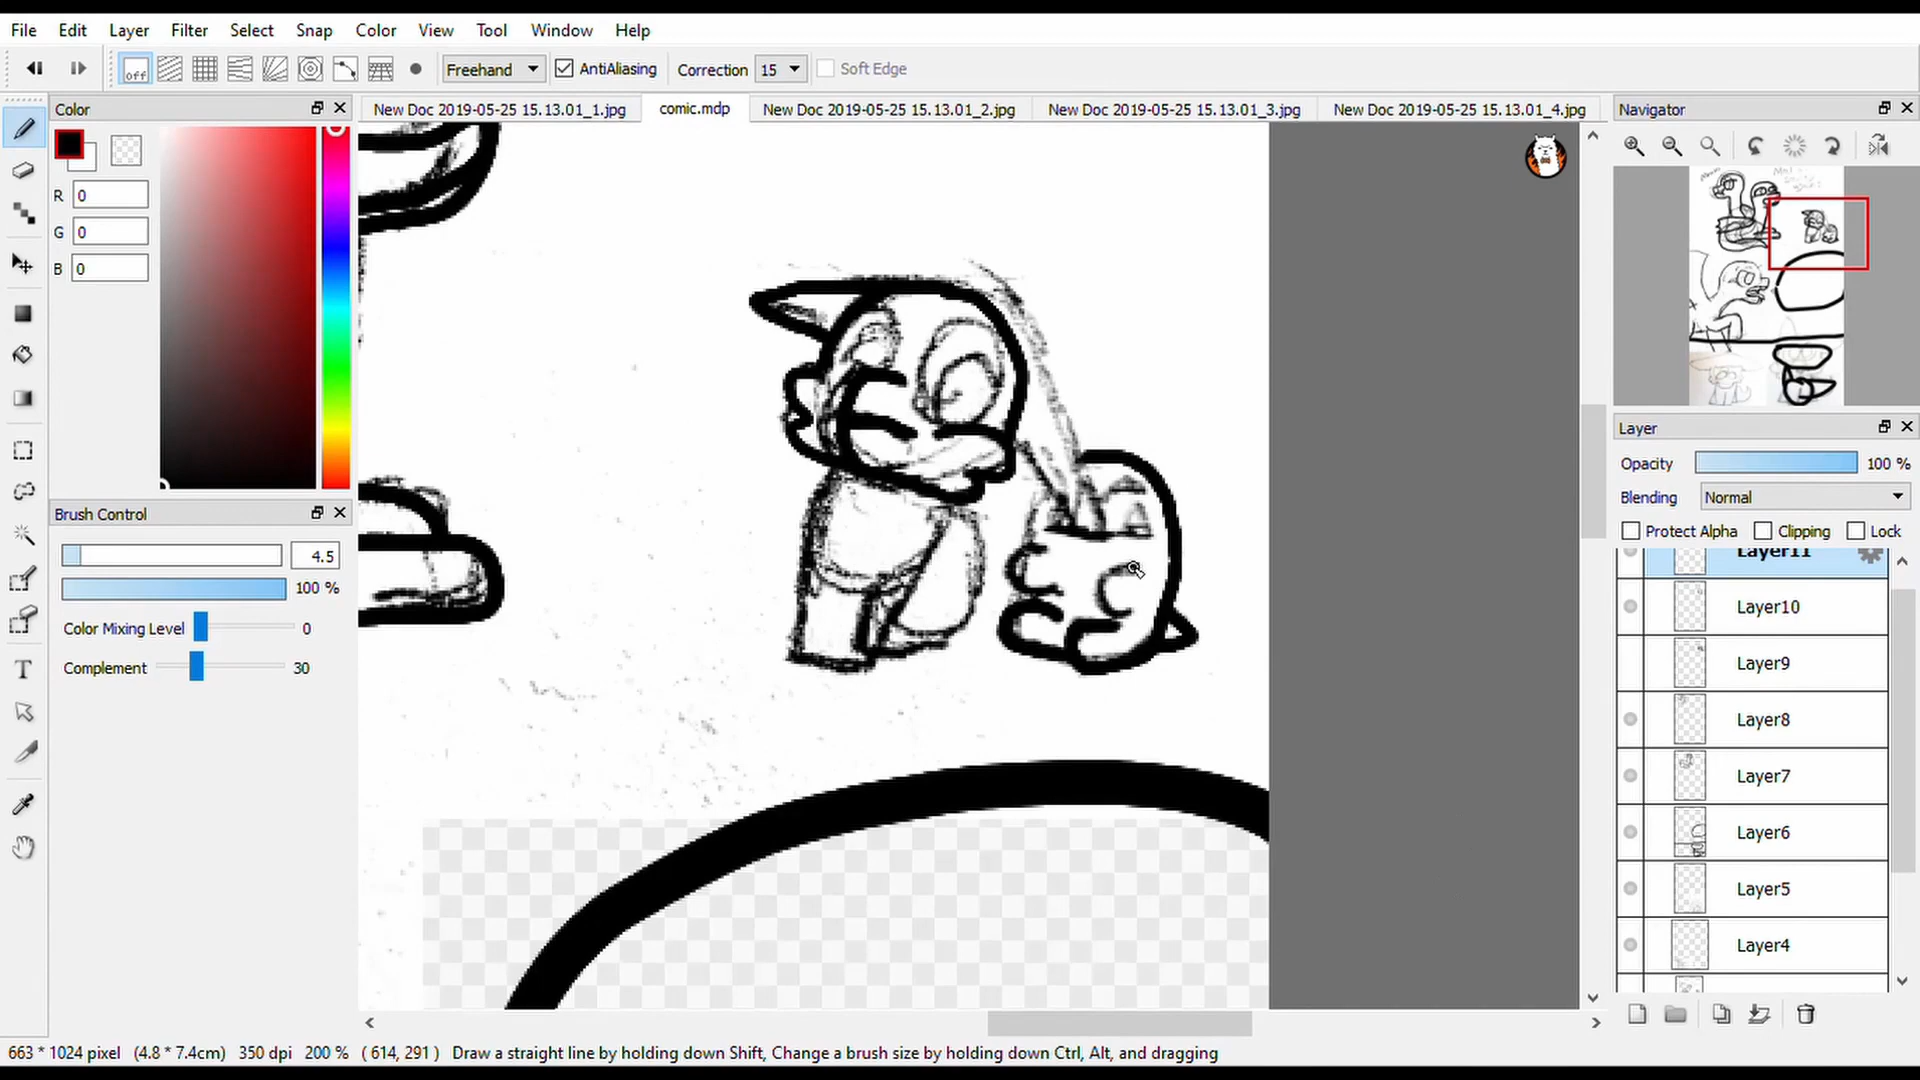 File Edit Layer Filter Select Snap Color View Tool Window Help
off Freehand AntiAliasing Correction 15 Soft Edge
Color
New Doc 2019-05-25 15.13.01_1.jpg comic.mdp New Doc 2019-05-25 15.13.01_2.jpg New Doc 2019-05-25 15.13.01_3.jpg New Doc 2019-05-25 15.13.01_4.jpg
Navigator
R 0
G 0
B 0
Layer
Opacity 100 %
Blending Normal
Protect Alpha Clipping Lock
Brush Control
4.5
100 %
Color Mixing Level 0
Complement 30
Layer11
Layer10
Layer9
Layer8
Layer7
Layer6
Layer5
Layer4
T
663 * 1024 pixel (4.8 * 7.4cm) 350 dpi 200 % ( 614, 291 ) Draw a straight line by holding down Shift, Change a brush size by holding down Ctrl, Alt, and dragging